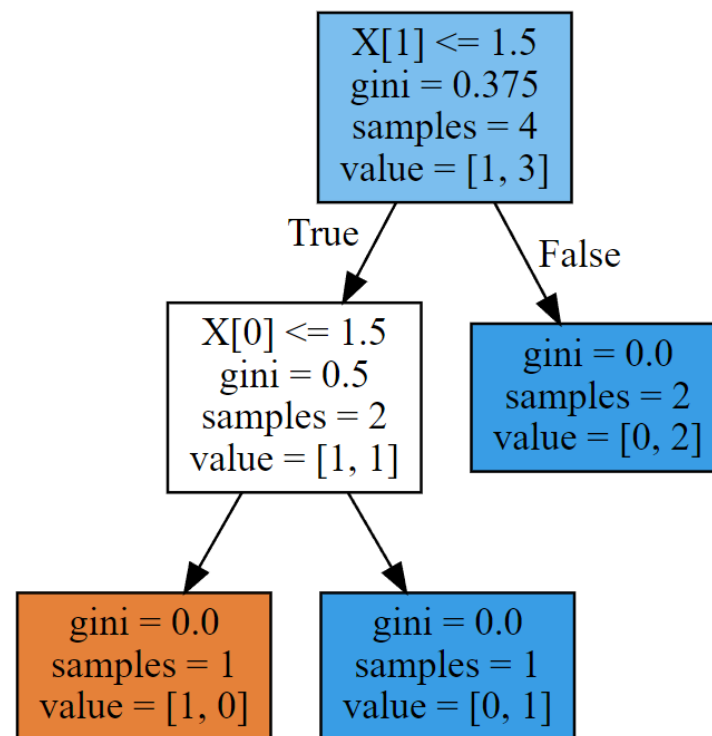 X[1] <= 1.5
gini = 0.375
samples = 4
value = [1, 3]
True
False
X[0] <= 1.5
gini = 0.5
samples = 2
value = [1, 1]
gini = 0.0
samples = 2
value = [0, 2]
gini = 0.0
samples = 1
value = [1, 0]
gini = 0.0
samples = 1
value = [0, 1]